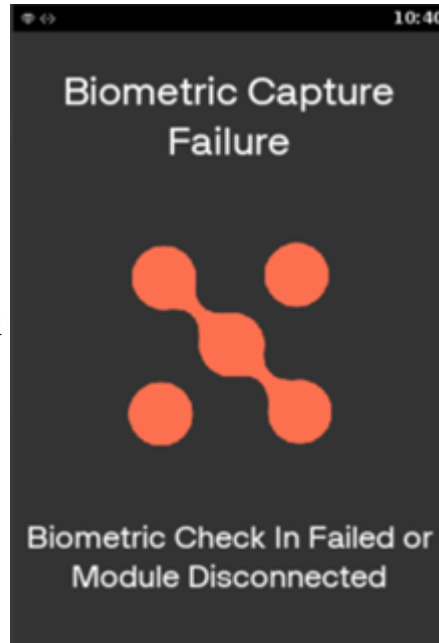 10:40
Biometric Capture
Failure
Biometric Check In Failed or
Module Disconnected